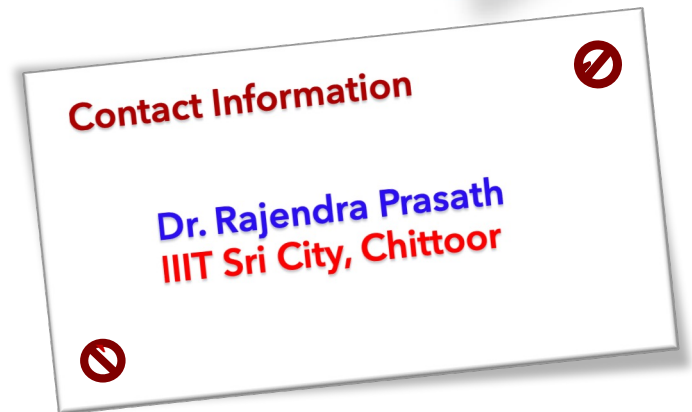 Contact Information
Dr. Rajendra Prasath
IIIT Sri City, Chittoor